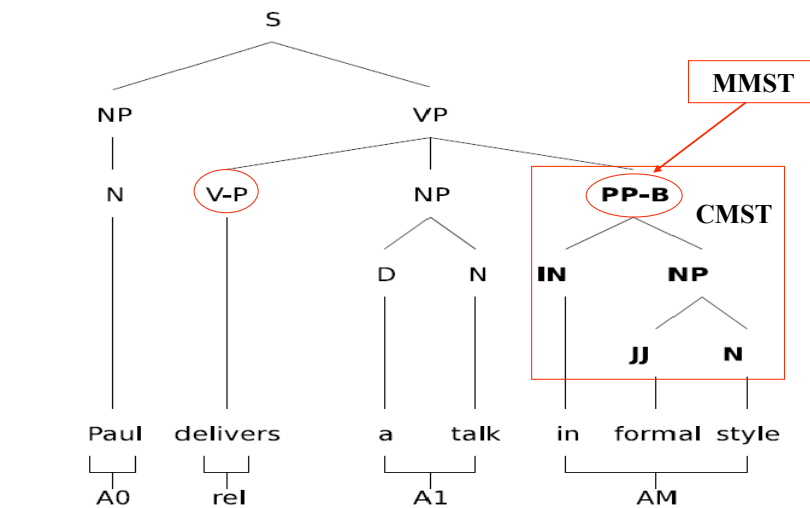 S
MMST
NP VP
N V-P NP PP-B
CMST
D N IN NP
JJ N
Paul delivers a talk in formal style
A0 rel A1 AM